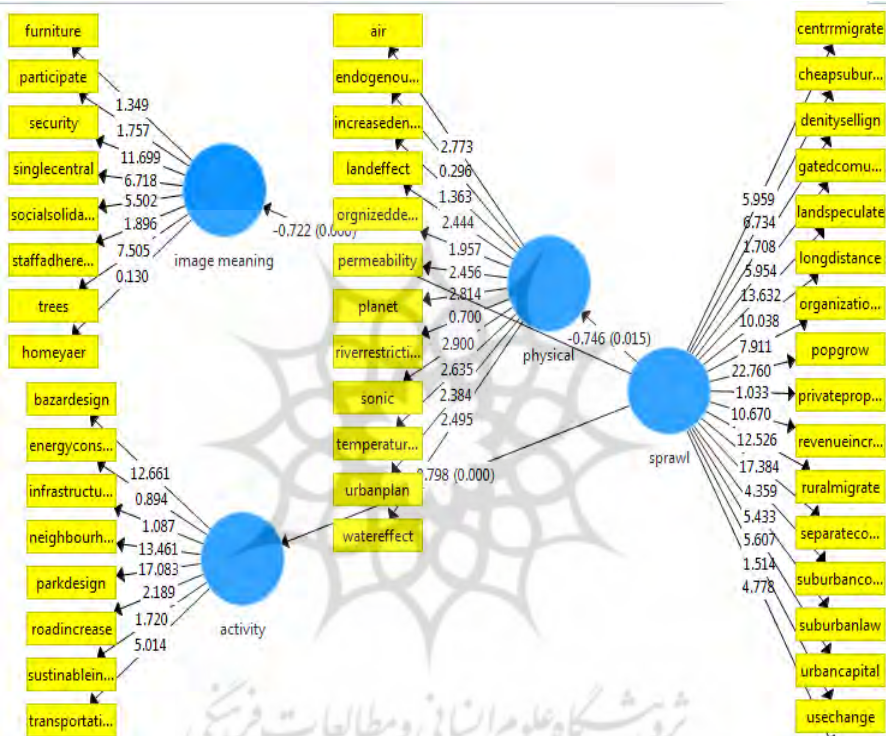 furniture
participate
security
singlecentral
socialsolida...
staffadhere...
trees
homeyaer
1.349
1.757
11.699
6.718
5.502
1.896
7.505
0.130
image meaning
-0.722 (0.000)
bazardesign
energycons...
infrastructu...
neighbourh...
parkdesign
roadincrease
sustinablein...
transportati...
12.661
0.894
1.087
13.461
17.083
2.189
1.720
5.014
activity
air
endogenou...
increaseden...
landeffect
orgnizedde...
permeability
planet
riverrestricti...
sonic
temperatur...
urbanplan
watereffect
2.773
0.296
1.363
2.444
1.957
2.456
2.814
0.700
2.900
2.635
2.384
2.495
physical
-0.746 (0.015)
.798 (0.000)
sprawl
5.959
6.734
1.708
5.954
13.632
10.038
7.911
22.760
1.033
10.670
12.526
17.384
4.359
5.433
5.607
1.514
4.778
centrrmigrate
cheapsubur...
denitysellign
gatedcomu...
landspeculate
longdistance
organizatio...
popgrow
privateprop...
revenueincr...
ruralmigrate
separateco...
suburbanco...
suburbanlaw
urbancapital
usechange
پژوهشگاه علوم انسانی و مطالعات فرهنگی